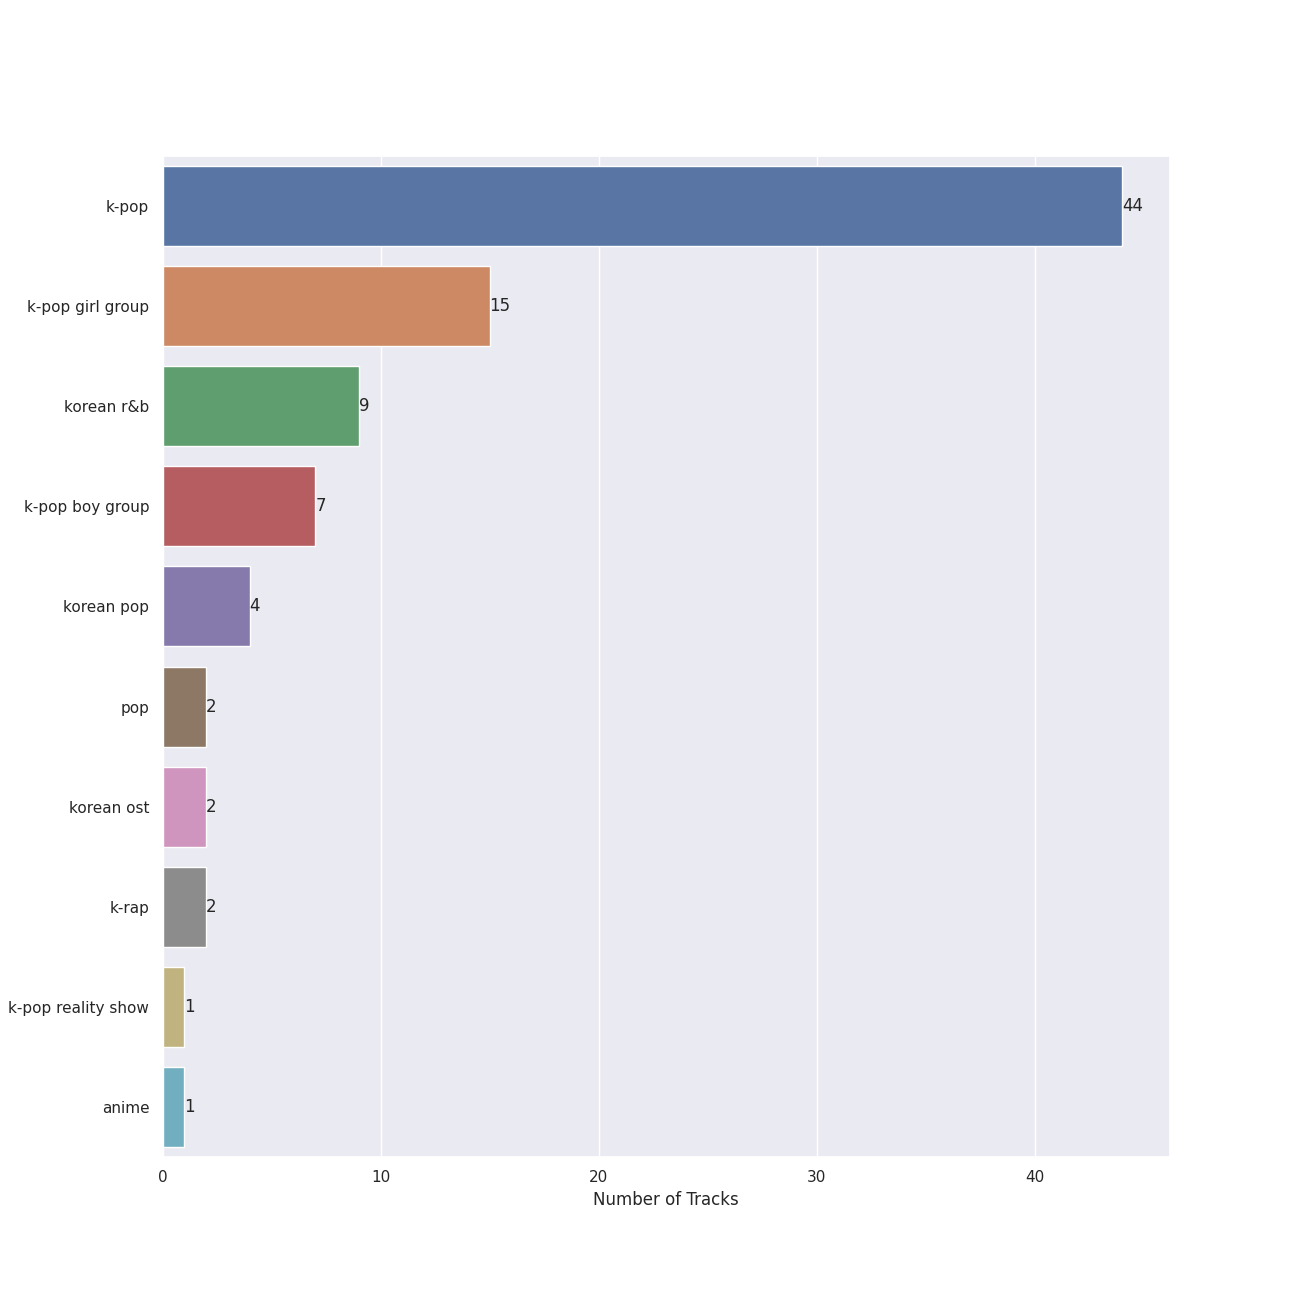 k-pop 44
k-pop girl group 15
korean r&b 9
k-pop boy group 7
korean pop 4
pop 2
korean ost 2
k-rap 2
k-pop reality show 1
anime 1
0 10 20 30 40
Number of Tracks